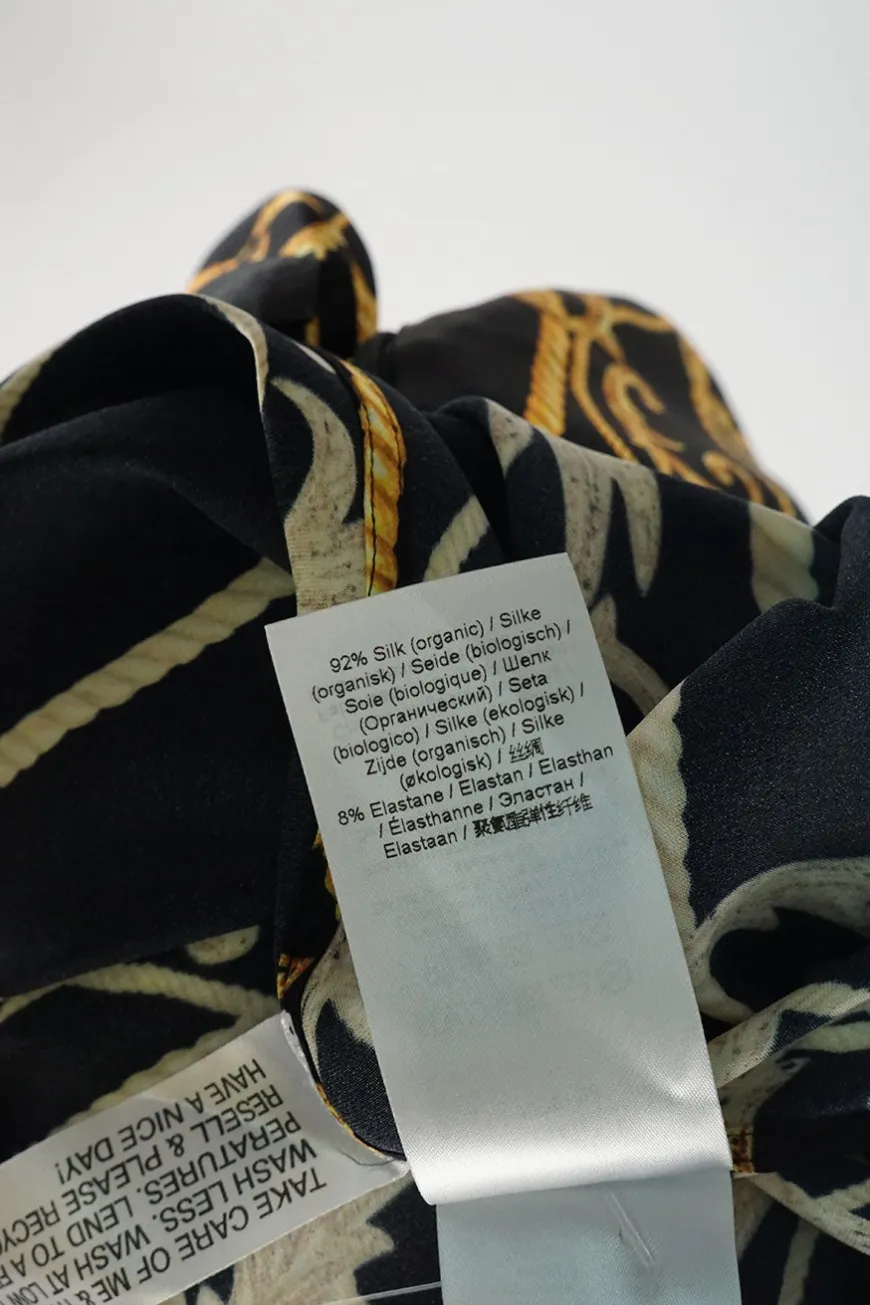 92% Silk (organic) / Silke
(organisk) / Seide (biologisch) /
Soie (biologique) / Шелк
(Органический) / Seta
(biologico) / Silke (ekologisk) /
Zijde (organisch) / Silke
(økologisk) / 丝绸
8% Elastane / Elastan / Elasthan
/ Élasthanne / Эластан /
Elastaan / 聚氨酯弹性纤维
TAKE CARE OF ME &
WASH LESS. WASH AT LOW
PERATURES. LEND TO A
RESELL & PLEASE
HAVE A NICE DAY!